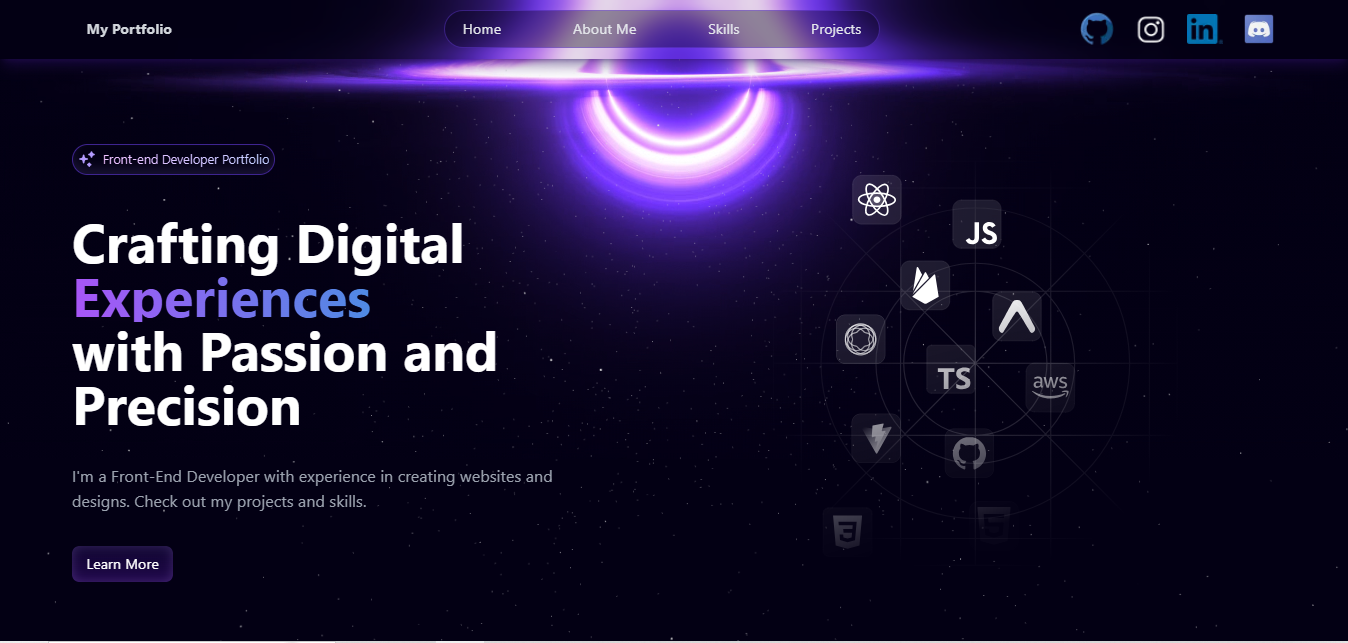 My Portfolio
Home About Me Skills Projects
in
Front-end Developer Portfolio
Crafting Digital
Experiences
with Passion and
Precision
I'm a Front-End Developer with experience in creating websites and
designs. Check out my projects and skills.
Learn More
JS
TS
aws
3
5